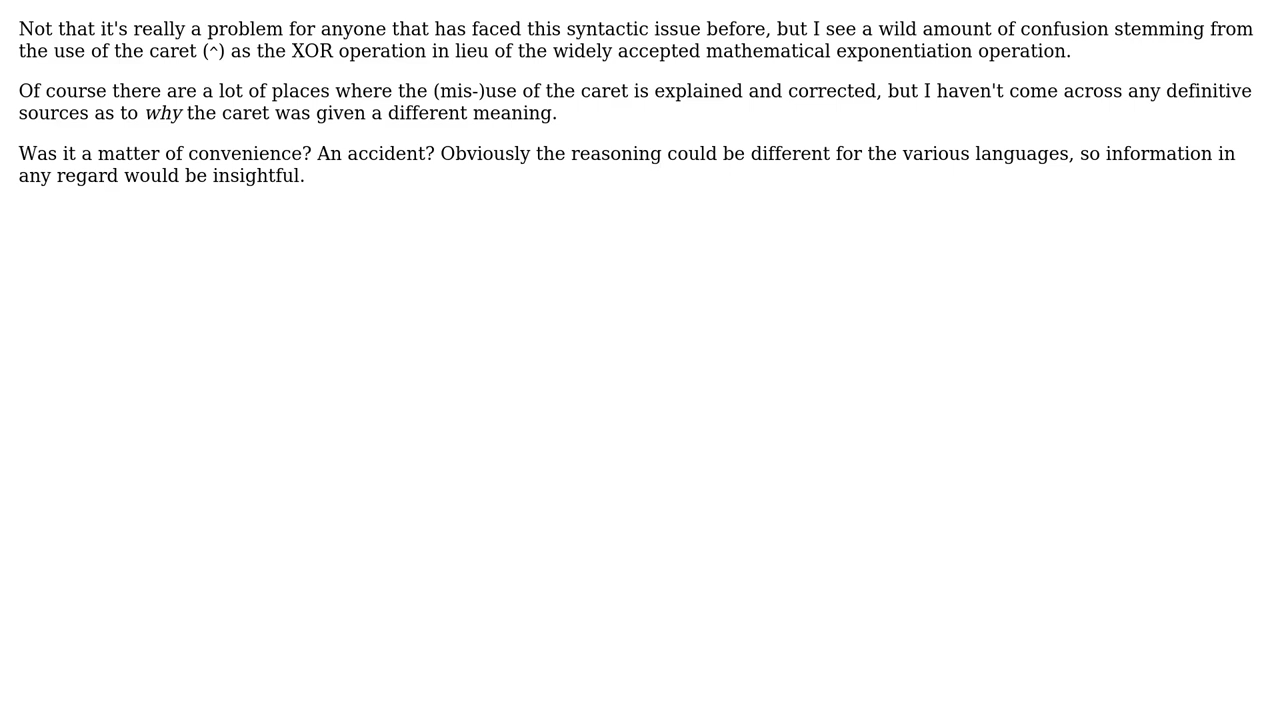 Not that it's really a problem for anyone that has faced this syntactic issue before, but I see a wild amount of confusion stemming from
the use of the caret (^) as the XOR operation in lieu of the widely accepted mathematical exponentiation operation.
Of course there are a lot of places where the (mis-)use of the caret is explained and corrected, but I haven't come across any definitive
sources as to why the caret was given a different meaning.
Was it a matter of convenience? An accident? Obviously the reasoning could be different for the various languages, so information in
any regard would be insightful.